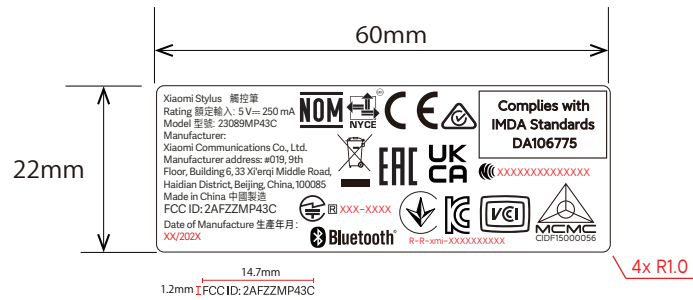 60mm
22mm
Xiaomi Stylus 觸控筆
Rating 額定輸入: 5 V⎓ 250 mA
Model 型號: 23089MP43C
Manufacturer:
Xiaomi Communications Co., Ltd.
Manufacturer address: #019, 9th
Floor, Building 6, 33 Xi'erqi Middle Road,
Haidian District, Beijing, China, 100085
Made in China 中國製造
FCC ID: 2AFZZMP43C
Date of Manufacture 生產年月:
XX/202X
NOM
NYCE
CE
Complies with
IMDA Standards
DA106775
EAC
UK
CA
XXXXXXXXXXXXXX
R XXX-XXXX
Bluetooth®
R-R-xmi-XXXXXXXXXX
VCCI
MCMC
CIDF15000056
4x R1.0
14.7mm
1.2mm
FCC ID: 2AFZZMP43C